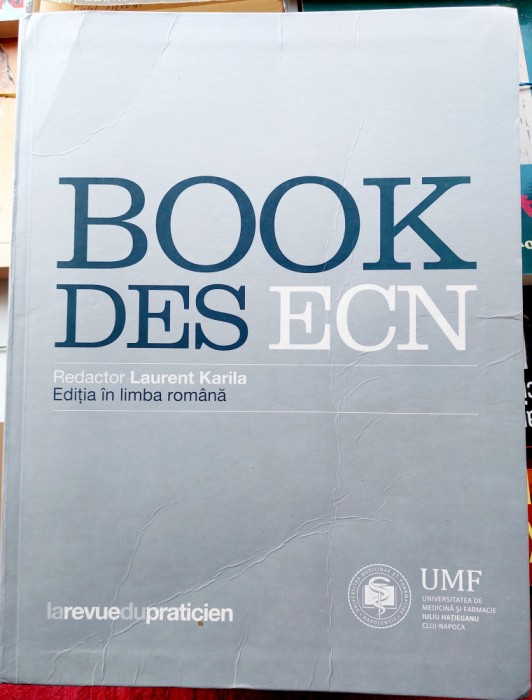 BOOK
DES ECN
Redactor Laurent Karila
Ediția în limba română
larevuedupraticien
UMF
UNIVERSITATEA DE
MEDICINĂ ȘI FARMACIE
IULIU HAȚIEGANU
CLUJ-NAPOCA